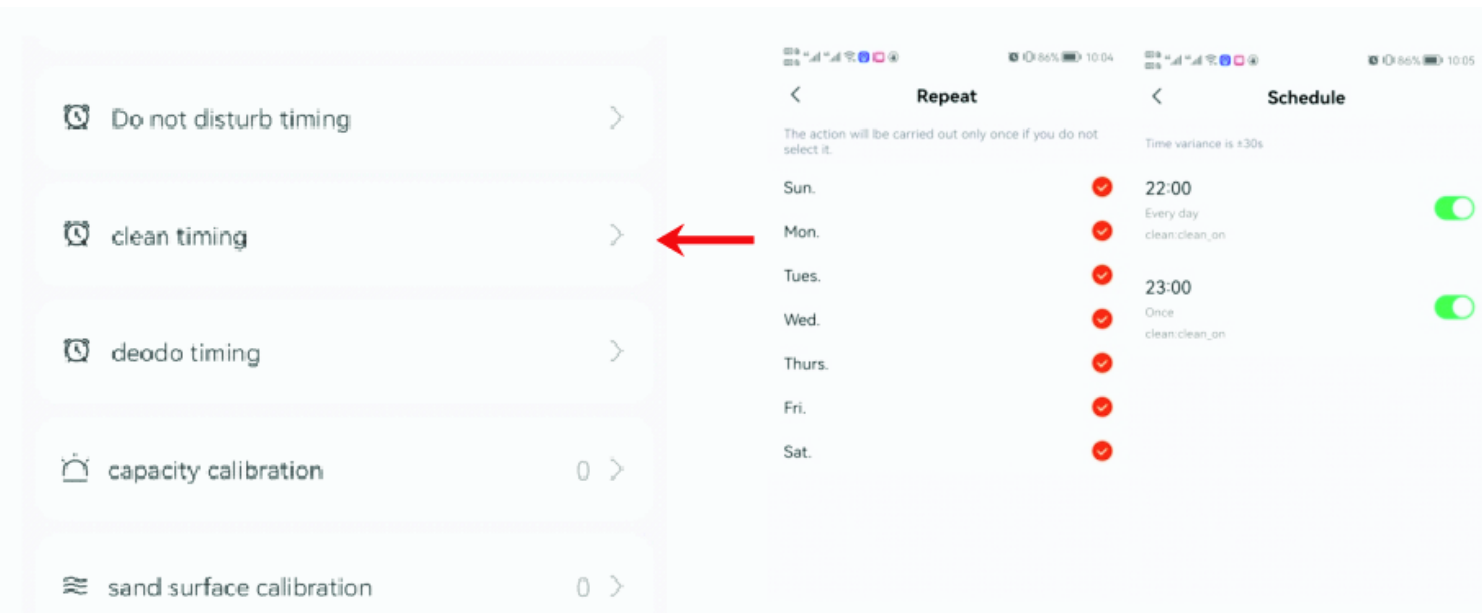 Do not disturb timing
clean timing
deodo timing
capacity calibration 0
sand surface calibration 0
86% 10:04
Repeat
The action will be carried out only once if you do not
select it.
Sun.
Mon.
Tues.
Wed.
Thurs.
Fri.
Sat.
86% 10:05
Schedule
Time variance is ±30s
22:00
Every day
clean:clean_on
23:00
Once
clean:clean_on